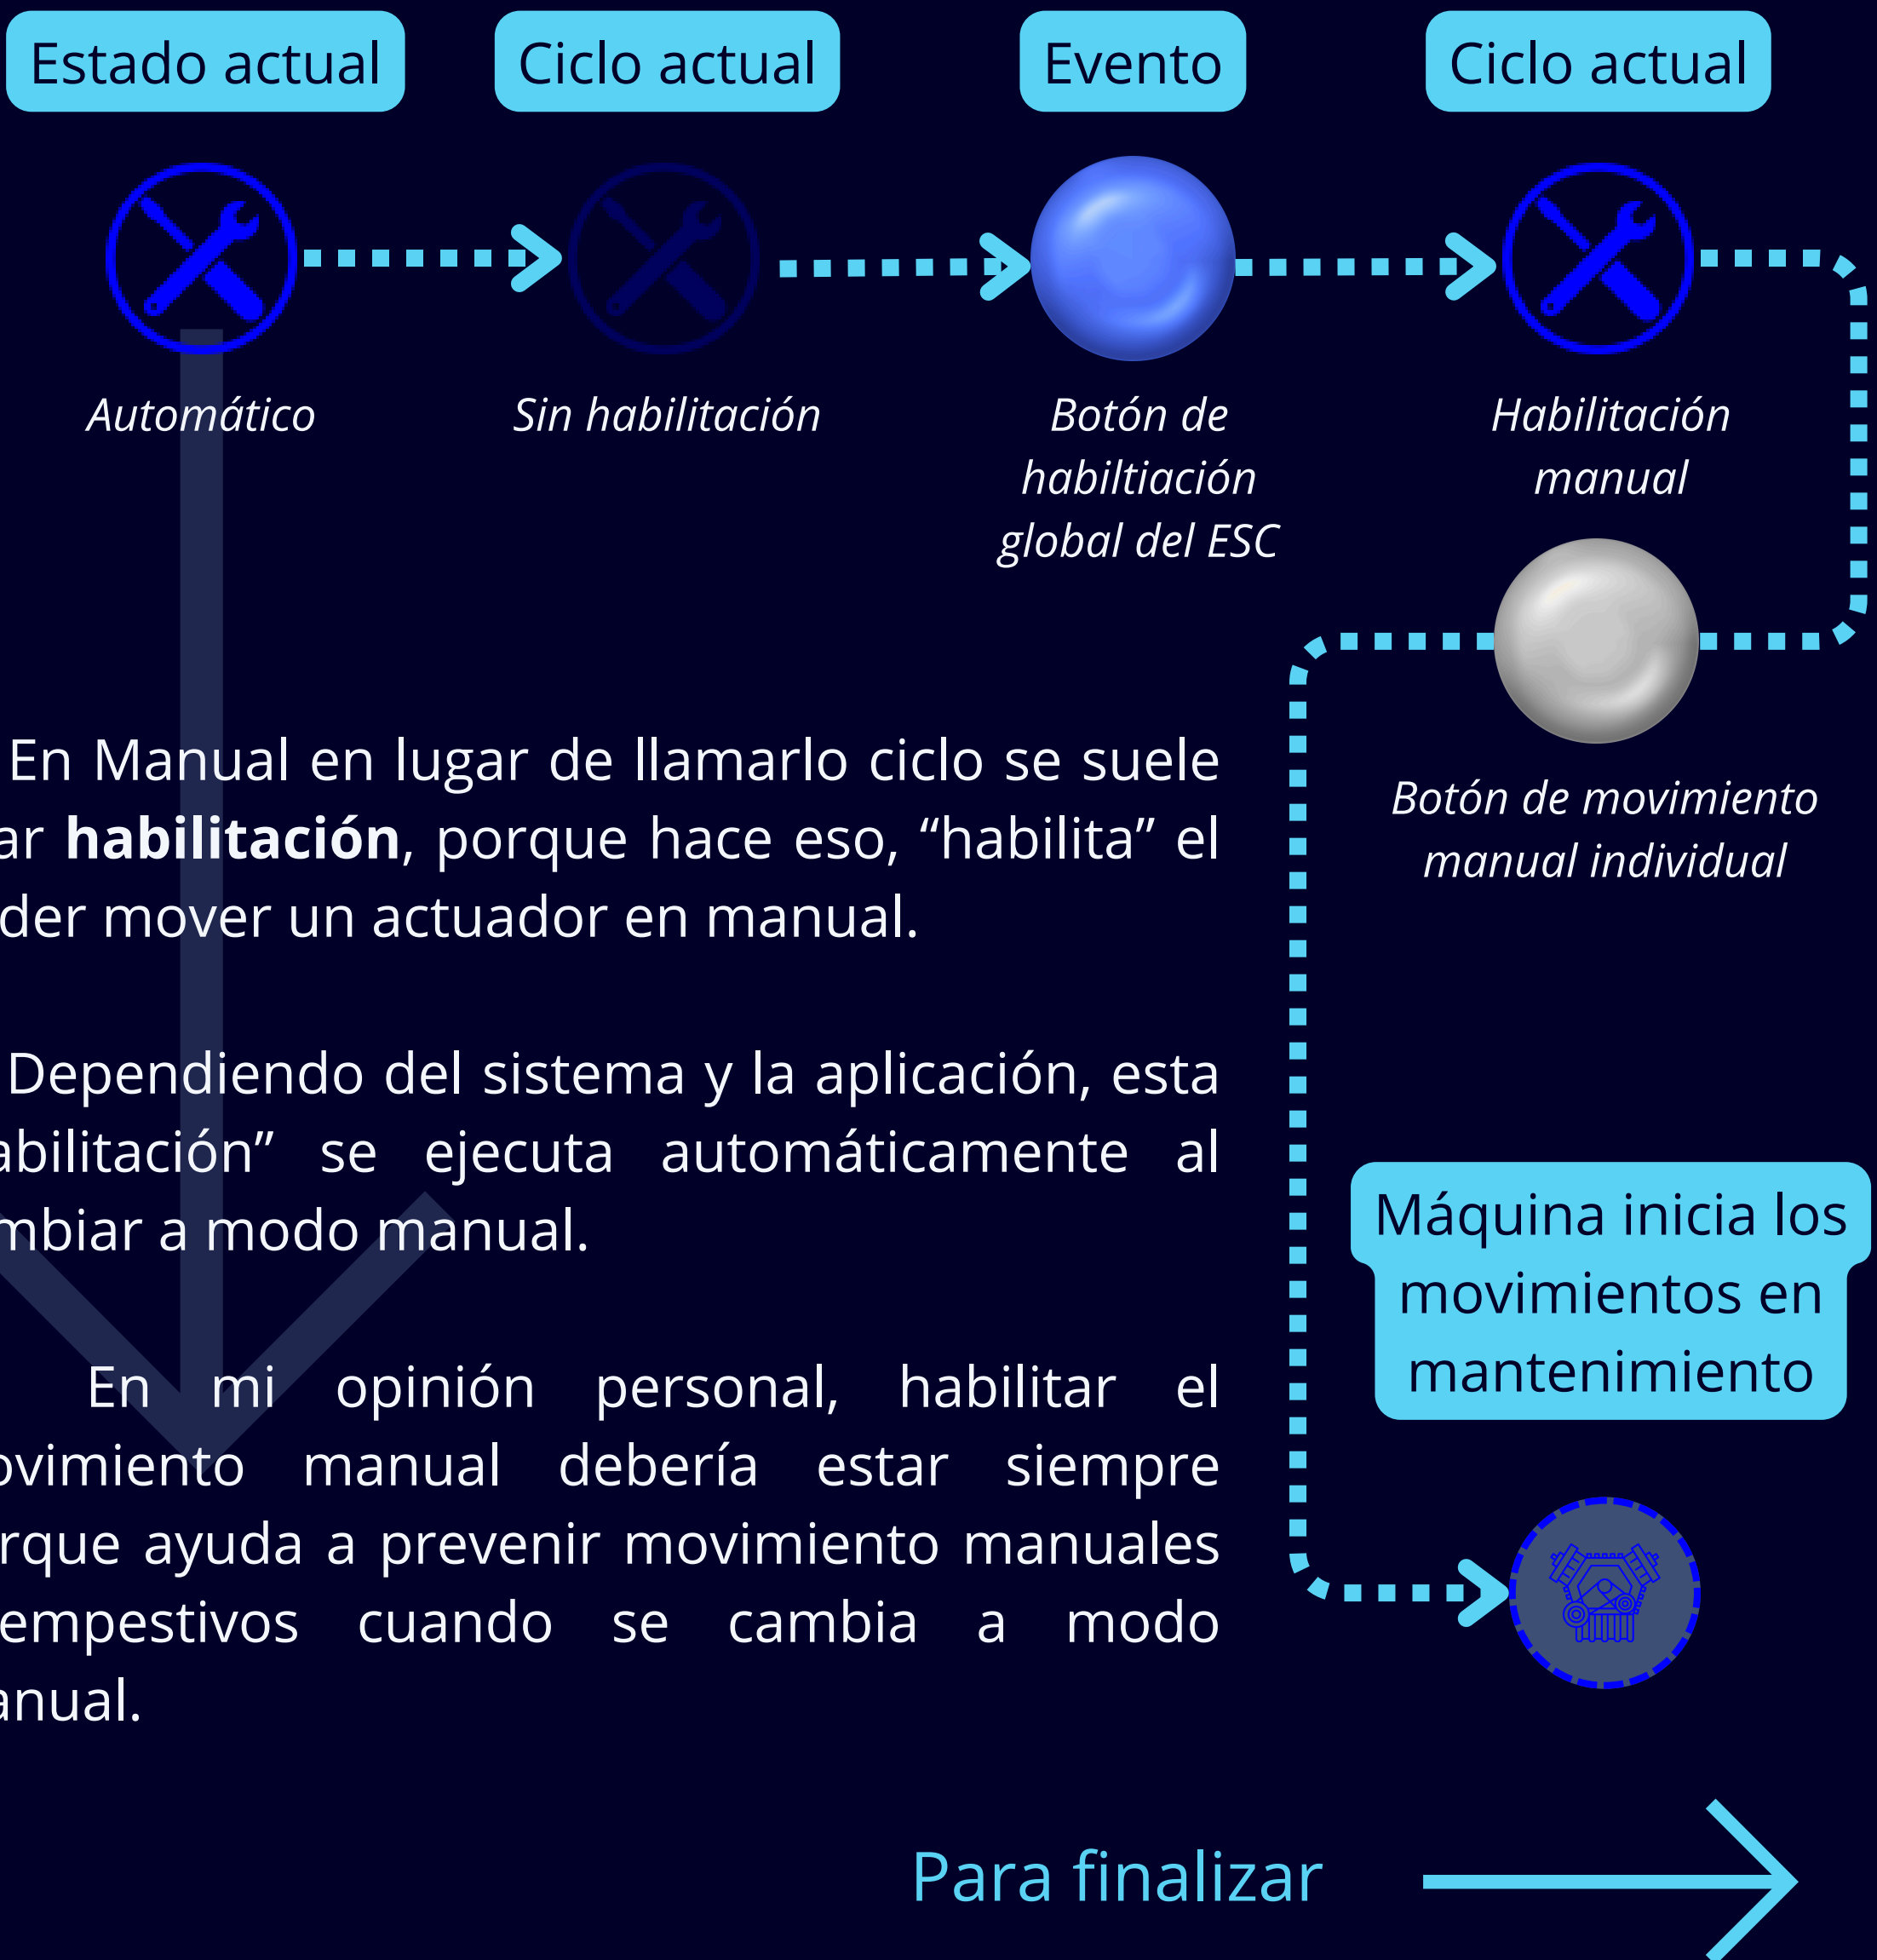 Estado actual
Ciclo actual
Evento
Ciclo actual
Automático
Sin habilitación
Botón de
habiltiación
global del ESC
Habilitación
manual
Botón de movimiento
manual individual
En Manual en lugar de llamarlo ciclo se suele
ar habilitación, porque hace eso, “habilita” el
der mover un actuador en manual.
Dependiendo del sistema y la aplicación, esta
abilitación” se ejecuta automáticamente al
mbiar a modo manual.
En mi opinión personal, habilitar el
ovimiento manual debería estar siempre
rque ayuda a prevenir movimiento manuales
empestivos cuando se cambia a modo
anual.
Máquina inicia los
movimientos en
mantenimiento
Para finalizar